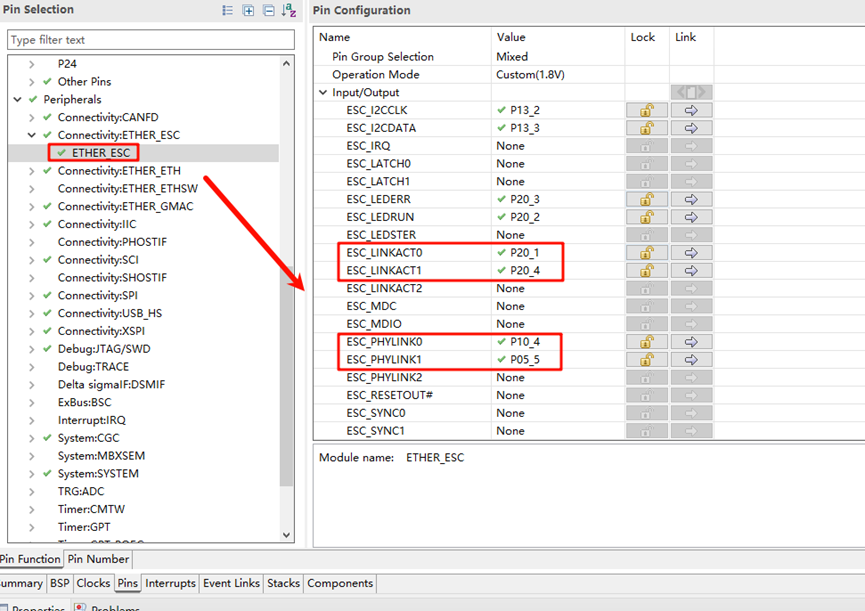 Pin Selection
Type filter text
P24
Other Pins
Peripherals
Connectivity:CANFD
Connectivity:ETHER_ESC
ETHER_ESC
Connectivity:ETHER_ETH
Connectivity:ETHER_ETHSW
Connectivity:ETHER_GMAC
Connectivity:IIC
Connectivity:PHOSTIF
Connectivity:SCI
Connectivity:SHOSTIF
Connectivity:SPI
Connectivity:USB_HS
Connectivity:XSPI
Debug:JTAG/SWD
Debug:TRACE
Delta sigmaIF:DSMIF
ExBus:BSC
Interrupt:IRQ
System:CGC
System:MBXSEM
System:SYSTEM
TRG:ADC
Timer:CMTW
Timer:GPT
Pin Configuration
Name Value Lock Link
Pin Group Selection Mixed
Operation Mode Custom(1.8V)
Input/Output
ESC_I2CCLK P13_2
ESC_I2CDATA P13_3
ESC_IRQ None
ESC_LATCH0 None
ESC_LATCH1 None
ESC_LEDERR P20_3
ESC_LEDRUN P20_2
ESC_LEDSTER None
ESC_LINKACT0 P20_1
ESC_LINKACT1 P20_4
ESC_LINKACT2 None
ESC_MDC None
ESC_MDIO None
ESC_PHYLINK0 P10_4
ESC_PHYLINK1 P05_5
ESC_PHYLINK2 None
ESC_RESETOUT# None
ESC_SYNC0 None
ESC_SYNC1 None
Module name: ETHER_ESC
Pin Function Pin Number
ummary BSP Clocks Pins Interrupts Event Links Stacks Components
Properties Problems